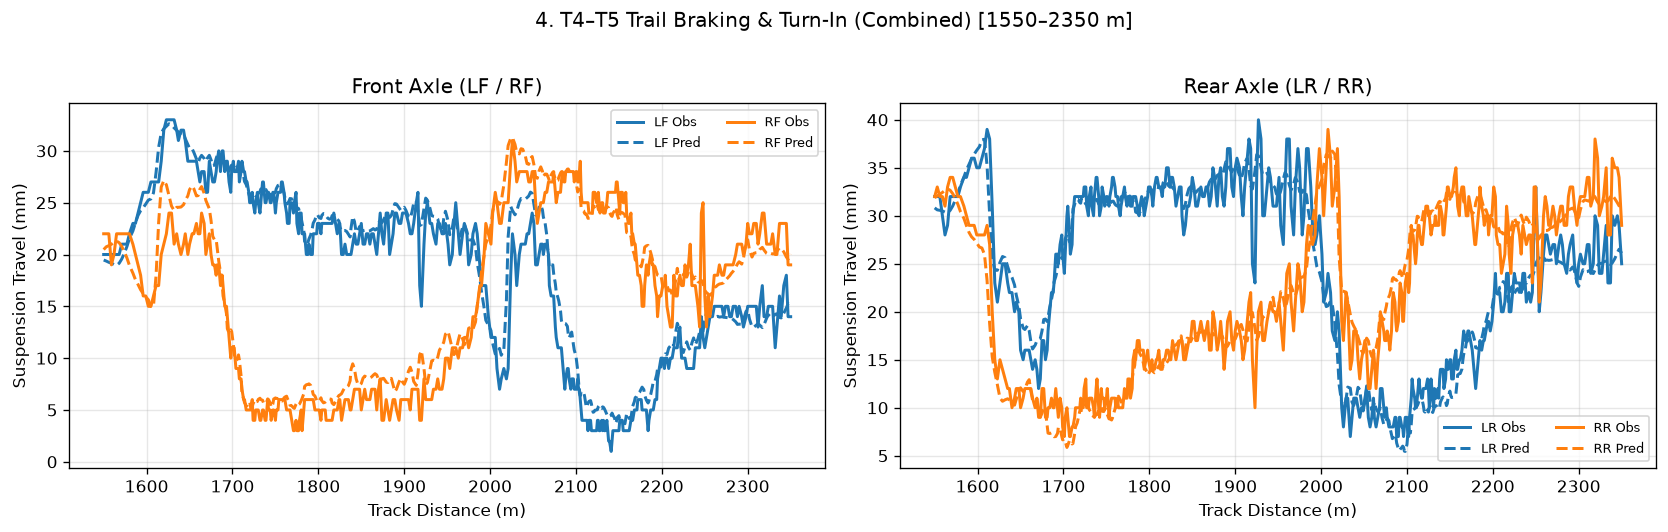 4. T4–T5 Trail Braking & Turn-In (Combined) [1550–2350 m]
Front Axle (LF / RF)
Suspension Travel (mm)
30
25
20
15
10
5
0
LF Obs
LF Pred
RF Obs
RF Pred
1600 1700 1800 1900 2000 2100 2200 2300
Track Distance (m)
Rear Axle (LR / RR)
Suspension Travel (mm)
40
35
30
25
20
15
10
5
LR Obs
LR Pred
RR Obs
RR Pred
1600 1700 1800 1900 2000 2100 2200 2300
Track Distance (m)